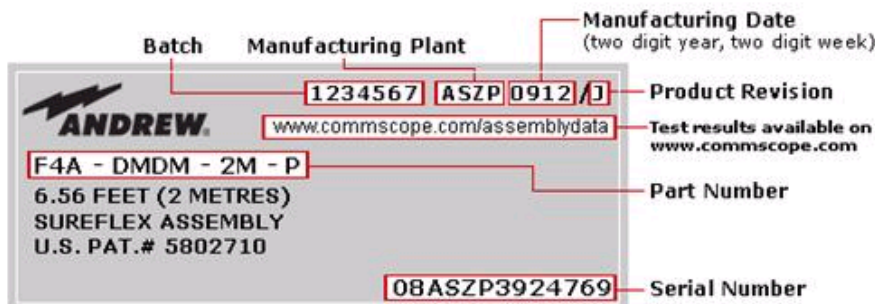 Manufacturing Date
(two digit year, two digit week)
Batch Manufacturing Plant
1234567 ASZP 0912/J Product Revision
ANDREW.
www.commscope.com/assemblydata
Test results available on
www.commscope.com
F4A - DMDM - 2M - P
Part Number
6.56 FEET (2 METRES)
SUREFLEX ASSEMBLY
U.S. PAT.# 5802710
08ASZP3924769 Serial Number